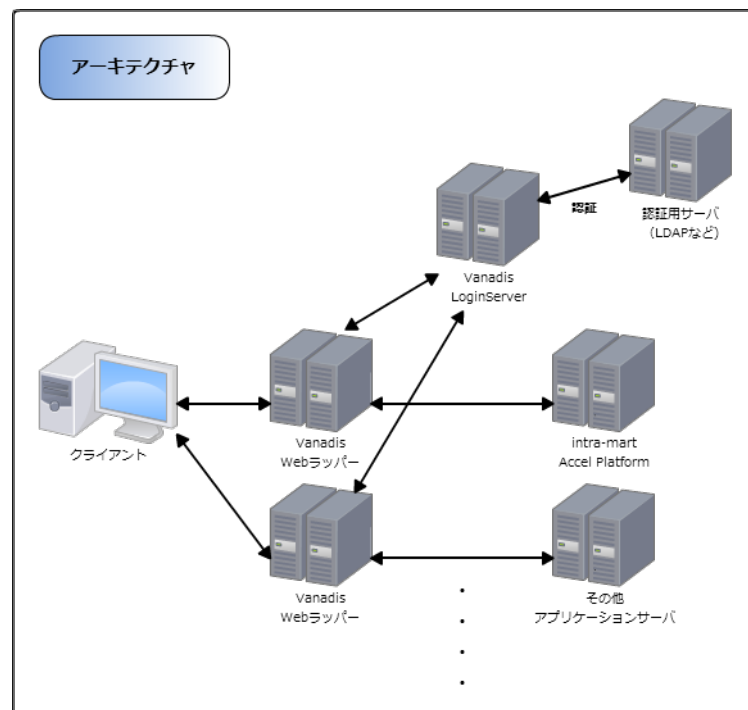 アーキテクチャ
認証
認証用サーバ
（LDAPなど)
Vanadis
LoginServer
クライアント
Vanadis
Webラッパー
intra-mart
Accel Platform
Vanadis
Webラッパー
その他
アプリケーションサーバ